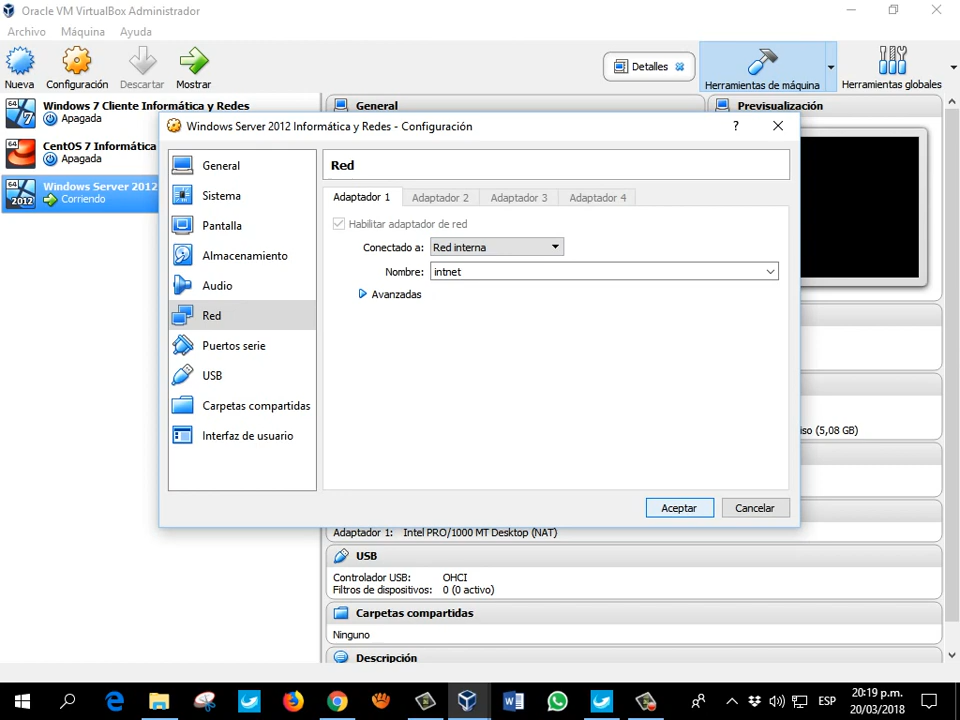 Oracle VM VirtualBox Administrador
Archivo Máquina Ayuda
Nueva Configuración Descartar Mostrar
Detalles
Herramientas de máquina
Herramientas globales
64
Windows 7 Cliente Informática y Redes
Apagada
64
CentOS 7 Informática
Apagada
64
2012
Windows Server 2012
Corriendo
General
Previsualización
Windows Server 2012 Informática y Redes - Configuración
?
General
Sistema
Pantalla
Almacenamiento
Audio
Red
Puertos serie
USB
Carpetas compartidas
Interfaz de usuario
Red
Adaptador 1 Adaptador 2 Adaptador 3 Adaptador 4
Habilitar adaptador de red
Conectado a: Red interna
Nombre: intnet
Avanzadas
Aceptar Cancelar
iso (5,08 GB)
Adaptador 1: Intel PRO/1000 MT Desktop (NAT)
USB
Controlador USB: OHCI
Filtros de dispositivos: 0 (0 activo)
Carpetas compartidas
Ninguno
Descripción
ESP
20:19 p.m.
20/03/2018